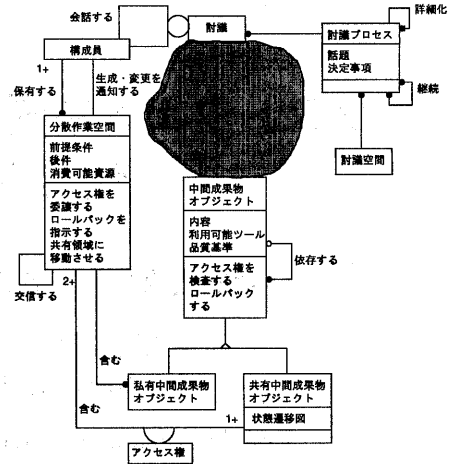 会話する
討議
詳細化
構成員
討議プロセス
話題
決定事項
1+
保有する
生成・変更を
通知する
継続
分散作業空間
前提条件
後件
消費可能資源
アクセス権を
委譲する
ロールバックを
指示する
共有領域に
移動させる
討議空間
中間成果物
オブジェクト
内容
利用可能ツール
品質基準
アクセス権を
検査する
ロールバック
する
依存する
交信する
2+
含む
含む
私有中間成果物
オブジェクト
共有中間成果物
オブジェクト
状態遷移図
1+
アクセス権